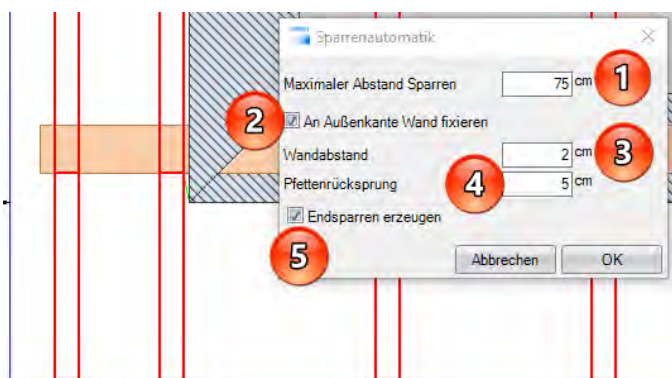 Sparrenautomatik
Maximaler Abstand Sparren 75 cm 1
2 An Außenkante Wand fixieren
Wandabstand 2 cm 3
Pfettenrücksprung 4 5 cm
Endsparren erzeugen
5
Abbrechen OK